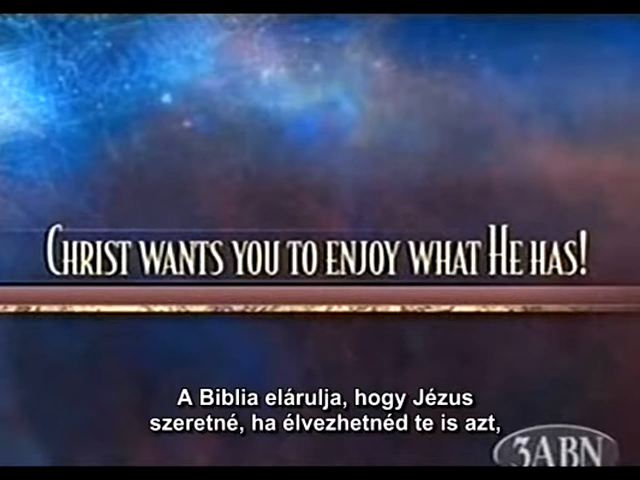 CHRIST WANTS YOU TO ENJOY WHAT HE HAS!
A Biblia elárulja, hogy Jézus
szeretné, ha élvezhetnéd te is azt,
3ABN